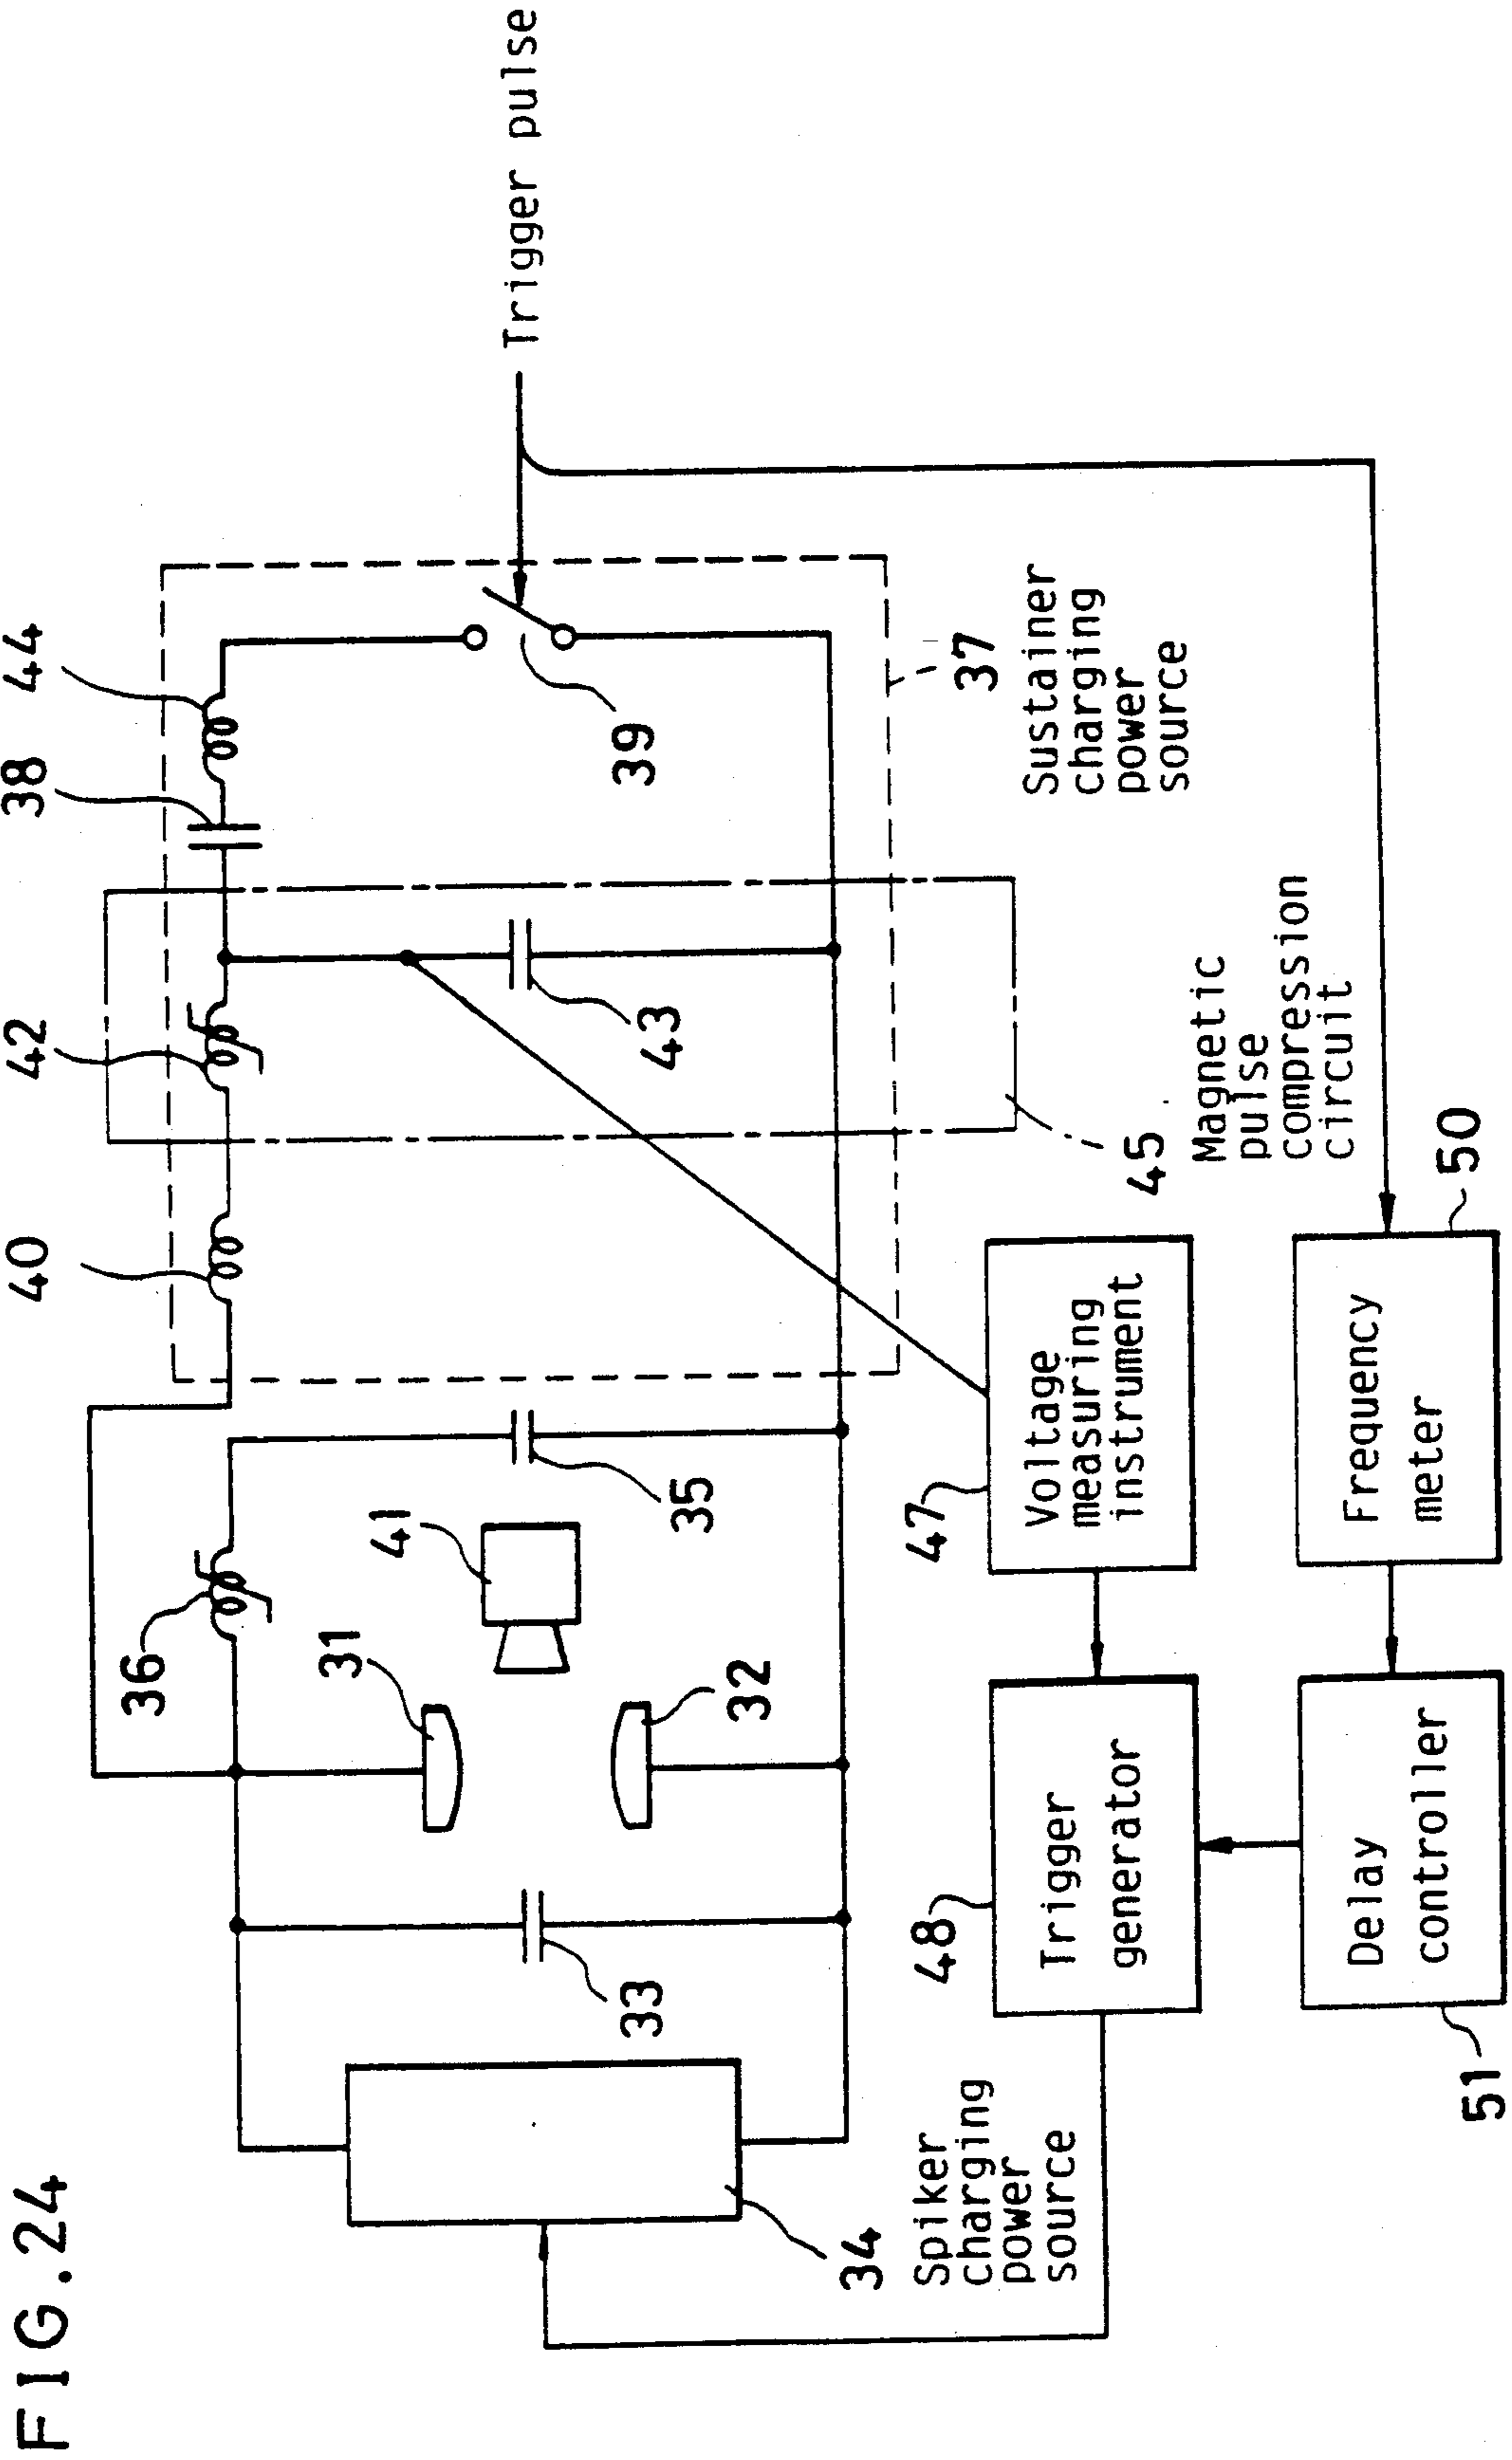 FIG.24
44
38
42
40
36
31
41
35
32
33
34
39
43
37
Sustainer
charging
power
source
Trigger pulse
45
Magnetic
pulse
compression
circuit
47
Voltage
measuring
instrument
50
Frequency
meter
48
Trigger
generator
51
Delay
controller
Spiker
charging
power
source